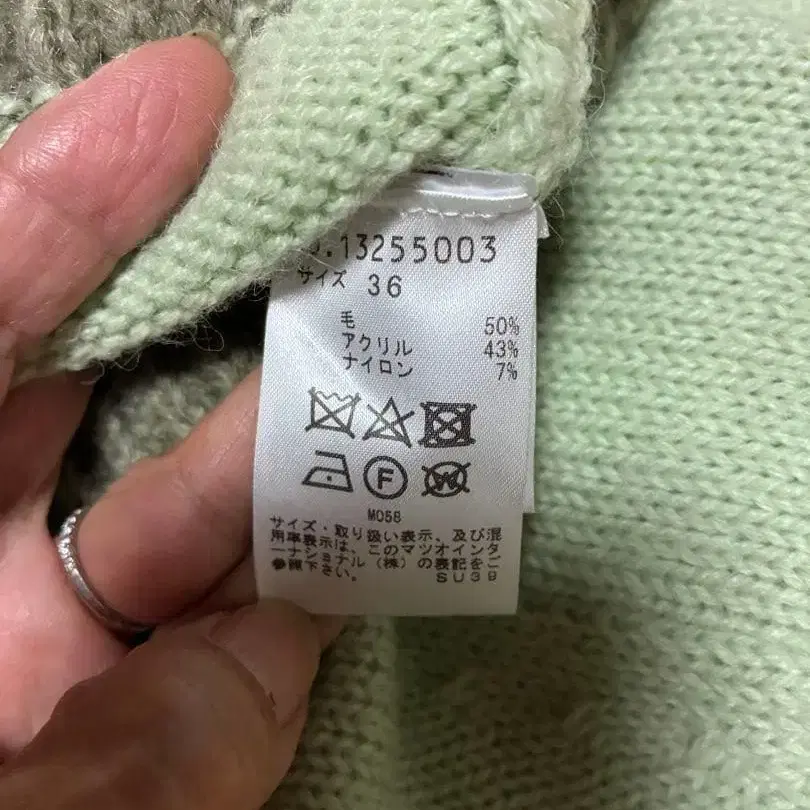 .13255003
サイズ 36
毛 50%
アクリル 43%
ナイロン 7%
F
W
M058
サイズ・取り扱い表示、及び混
用率表示は、このマツオインタ
ーナショナル(株)の表記をご
参照下さい。 SU39